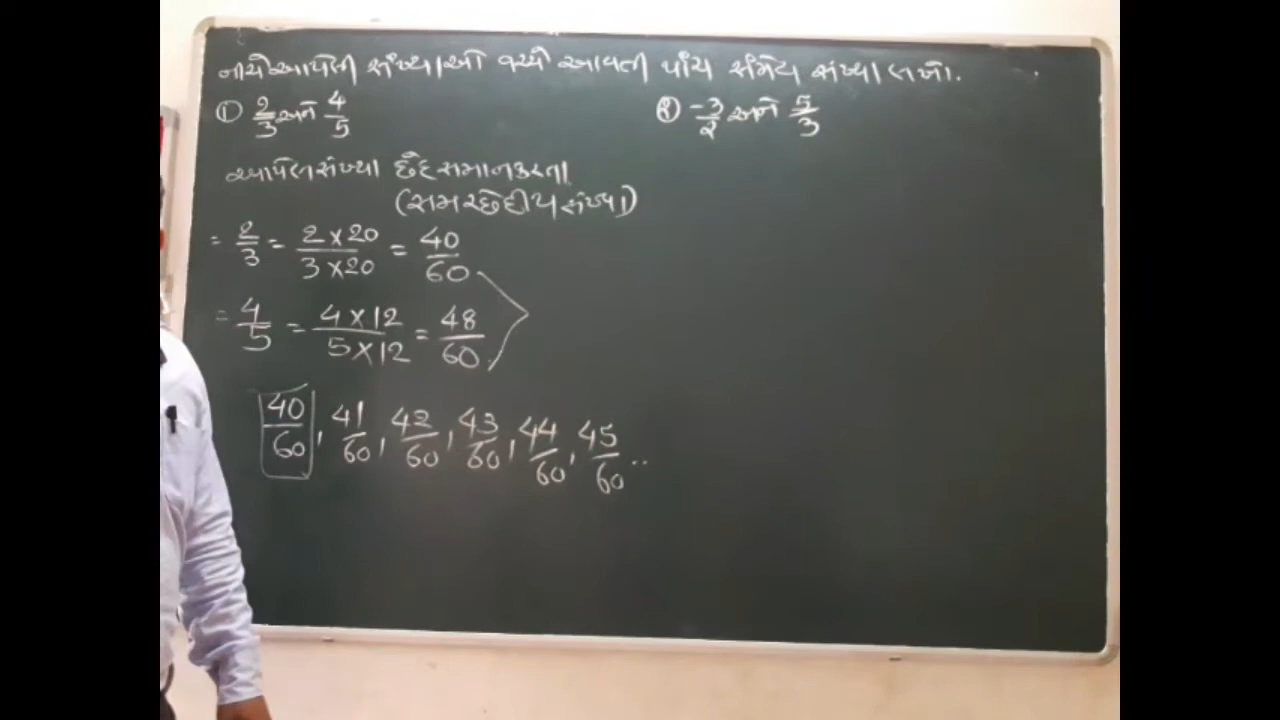 નીચે આપેલી સંખ્યાઓ વચ્ચે આવતી પાંચ સંમેય સંખ્યા લખો.
① 2/3 અને 4/5 ② -3/2 અને 5/3
આપેલ સંખ્યા છેદ સમાન કરતા
(સમચ્છેદીય સંખ્યા)
= 2/3 = 2 × 20 / 3 × 20 = 40/60
= 4/5 = 4 × 12 / 5 × 12 = 48/60
40/60, 41/60, 42/60, 43/60, 44/60, 45/60 ..